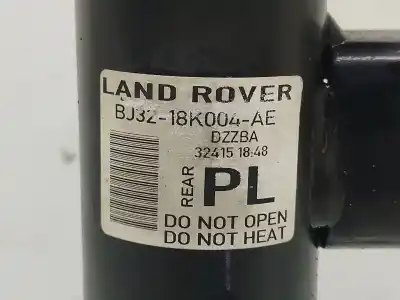 LAND ROVER
BJ32-18K004-AE
DZZBA
32415 18:48
REAR PL
DO NOT OPEN
DO NOT HEAT